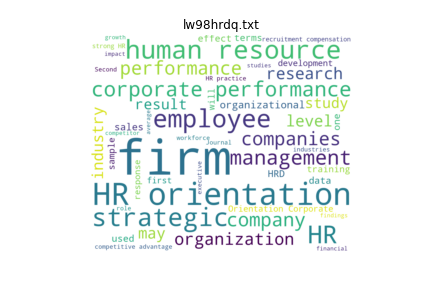 lw98hrdq.txt
growth
effect
terms
recruitment compensation
strong HR
human resource
impact
studies
development
Second
performance
HR practice
research
corporate performance
result
will
organizational
study
one
industry
sales
employee
level
competitor
average
workforce
Journal
companies
sample
firm
industries
management
response
executive
training
first
HRD
data
HR orientation
role
Orientation Corporate
strategic
company
findings
used
may
organization
HR
competitive advantage
financial